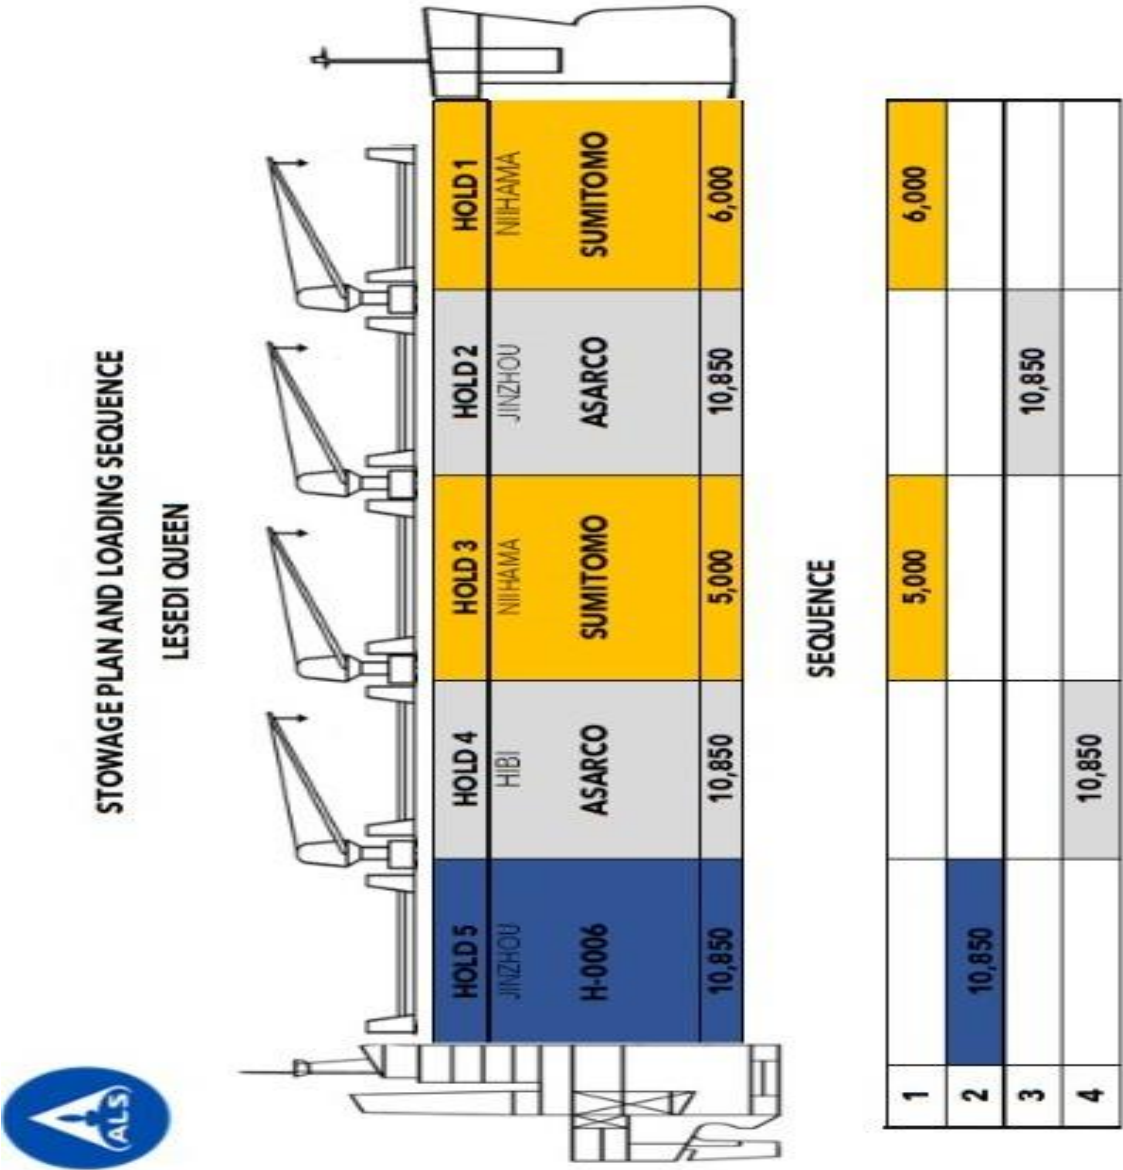 ALS
STOWAGE PLAN AND LOADING SEQUENCE
LESEDI QUEEN
HOLD 5 HOLD 4 HOLD 3 HOLD 2 HOLD 1
JINZHOU HIBI NIIHAMA JINZHOU NIIHAMA
H-0006 ASARCO SUMITOMO ASARCO SUMITOMO
10,850 10,850 5,000 10,850 6,000
SEQUENCE
1 5,000 6,000
2 10,850
3 10,850
4 10,850